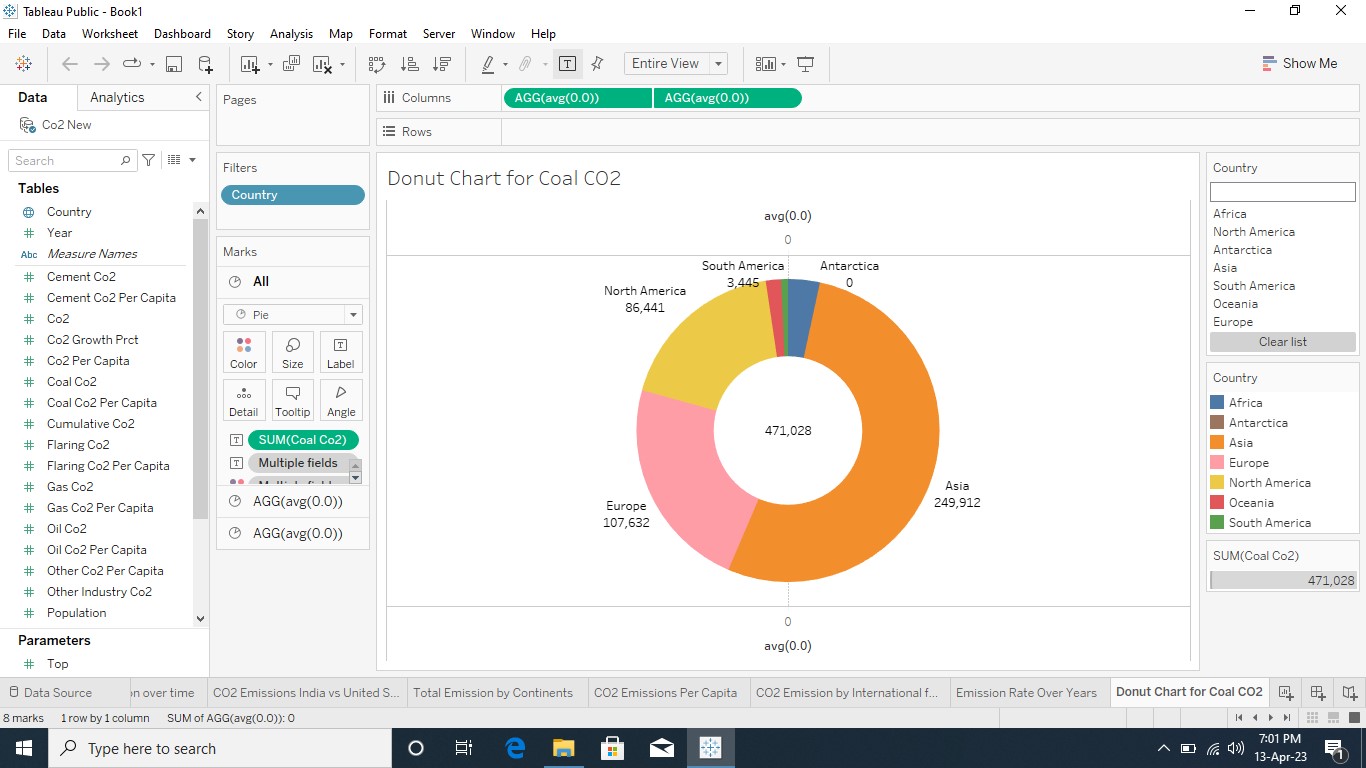 Tableau Public - Book1
File Data Worksheet Dashboard Story Analysis Map Format Server Window Help
Entire View
Show Me
Data Analytics
Co2 New
Search
Tables
Country
Year
Abc Measure Names
Cement Co2
Cement Co2 Per Capita
Co2
Co2 Growth Prct
Co2 Per Capita
Coal Co2
Coal Co2 Per Capita
Cumulative Co2
Flaring Co2
Flaring Co2 Per Capita
Gas Co2
Gas Co2 Per Capita
Oil Co2
Oil Co2 Per Capita
Other Co2 Per Capita
Other Industry Co2
Population
Parameters
Top
Pages
Filters
Country
Marks
All
Pie
Color Size Label
Detail Tooltip Angle
SUM(Coal Co2)
Multiple fields
AGG(avg(0.0))
AGG(avg(0.0))
Columns AGG(avg(0.0)) AGG(avg(0.0))
Rows
Donut Chart for Coal CO2
avg(0.0)
0
South America
3,445
Antarctica
0
North America
86,441
471,028
Asia
249,912
Europe
107,632
0
avg(0.0)
Country
Africa
North America
Antarctica
Asia
South America
Oceania
Europe
Clear list
Country
Africa
Antarctica
Asia
Europe
North America
Oceania
South America
SUM(Coal Co2)
471,028
Data Source n over time CO2 Emissions India vs United S... Total Emission by Continents CO2 Emissions Per Capita CO2 Emission by International f... Emission Rate Over Years Donut Chart for Coal CO2
8 marks 1 row by 1 column SUM of AGG(avg(0.0)): 0
Type here to search
7:01 PM
13-Apr-23
1